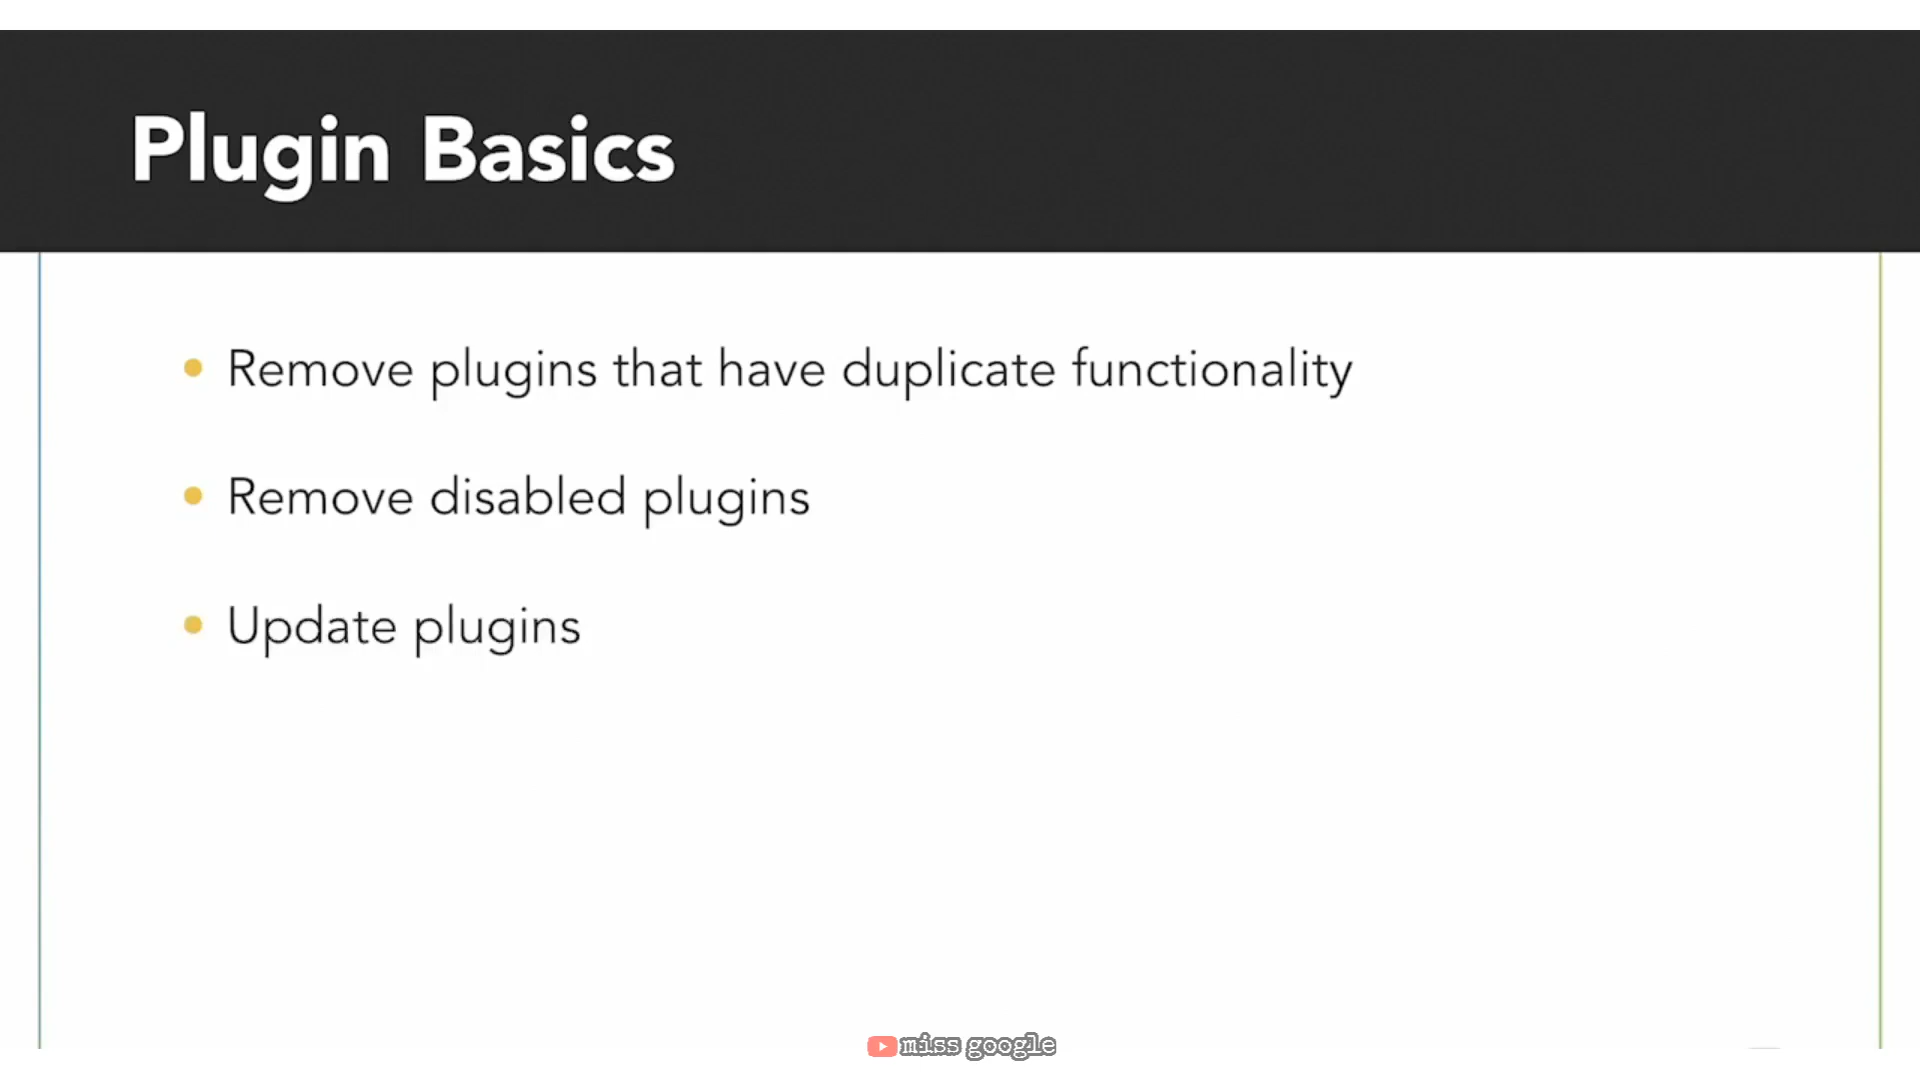 Plugin Basics
• Remove plugins that have duplicate functionality
• Remove disabled plugins
• Update plugins
miss google